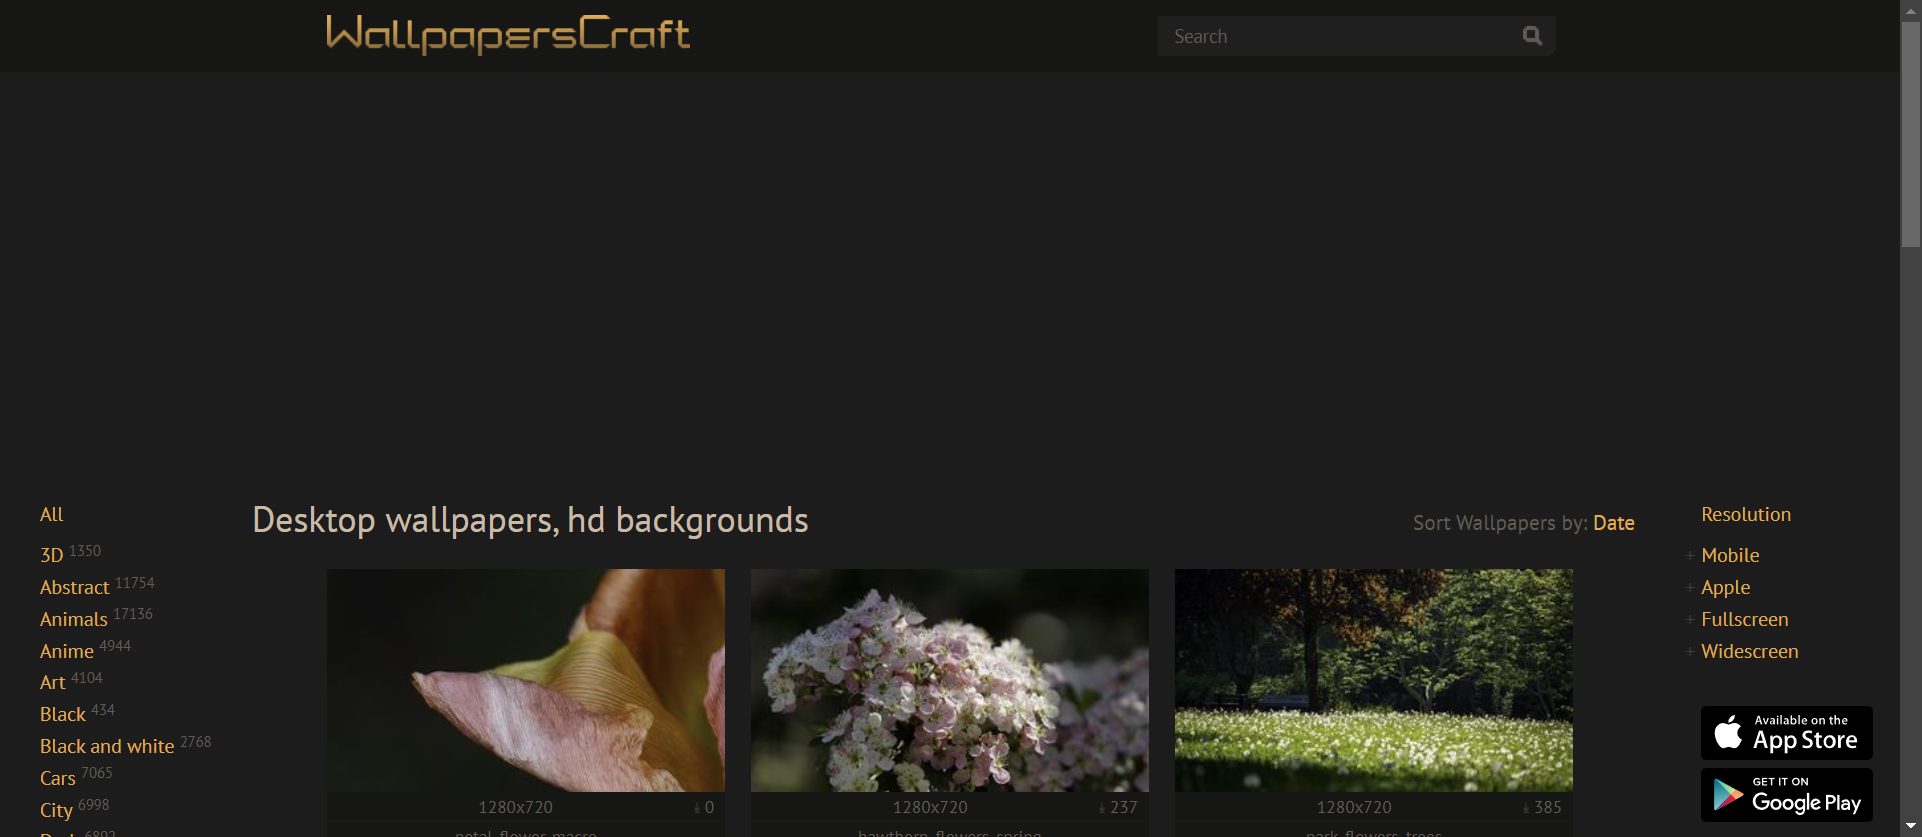 WallpapersCraft
Search
All
Desktop wallpapers, hd backgrounds
Sort Wallpapers by: Date
Resolution
3D 1350
Abstract 11754
Animals 17136
Anime 4944
Art 4104
Black 434
Black and white 2768
Cars 7065
City 6998
Dark 6892
1280x720 0
petal, flower, macro
1280x720 237
hawthorn, flowers, spring
1280x720 385
park, flowers, trees
+ Mobile
+ Apple
+ Fullscreen
+ Widescreen
Available on the
App Store
GET IT ON
Google Play